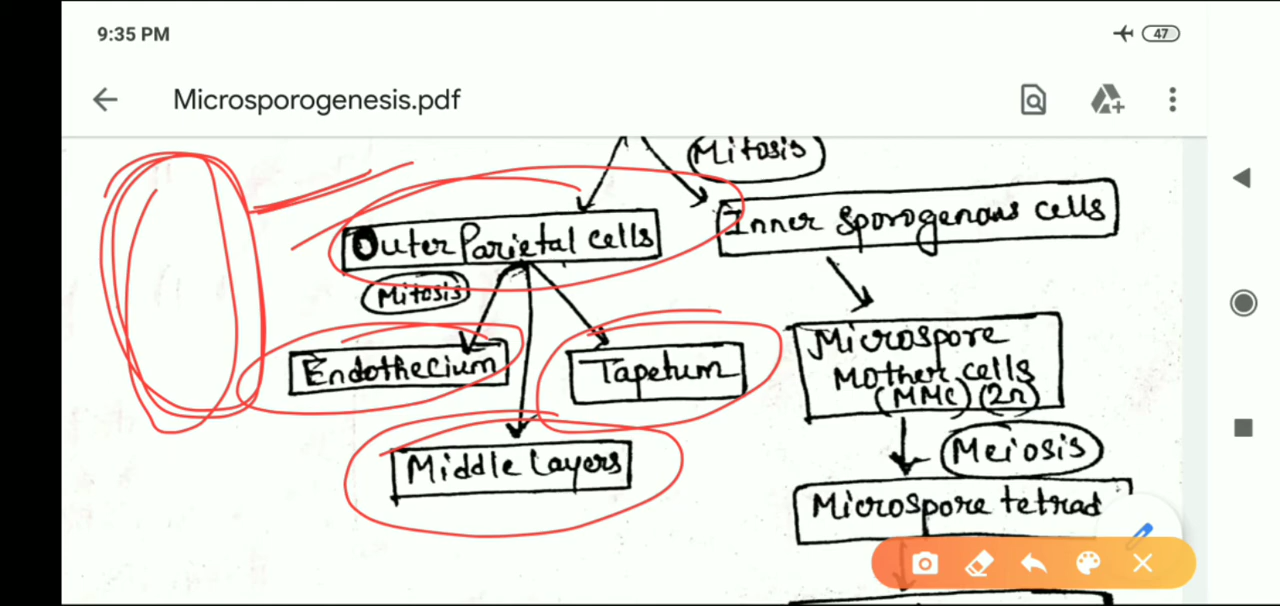 9:35 PM
47
Microsporogenesis.pdf
Mitosis
Inner Sporogenous cells
Outer Parietal cells
Mitosis
Endothecium
Tapetum
Microspore
Mother cells
(MMC) (2n)
Meiosis
Middle layers
Microspore tetrad